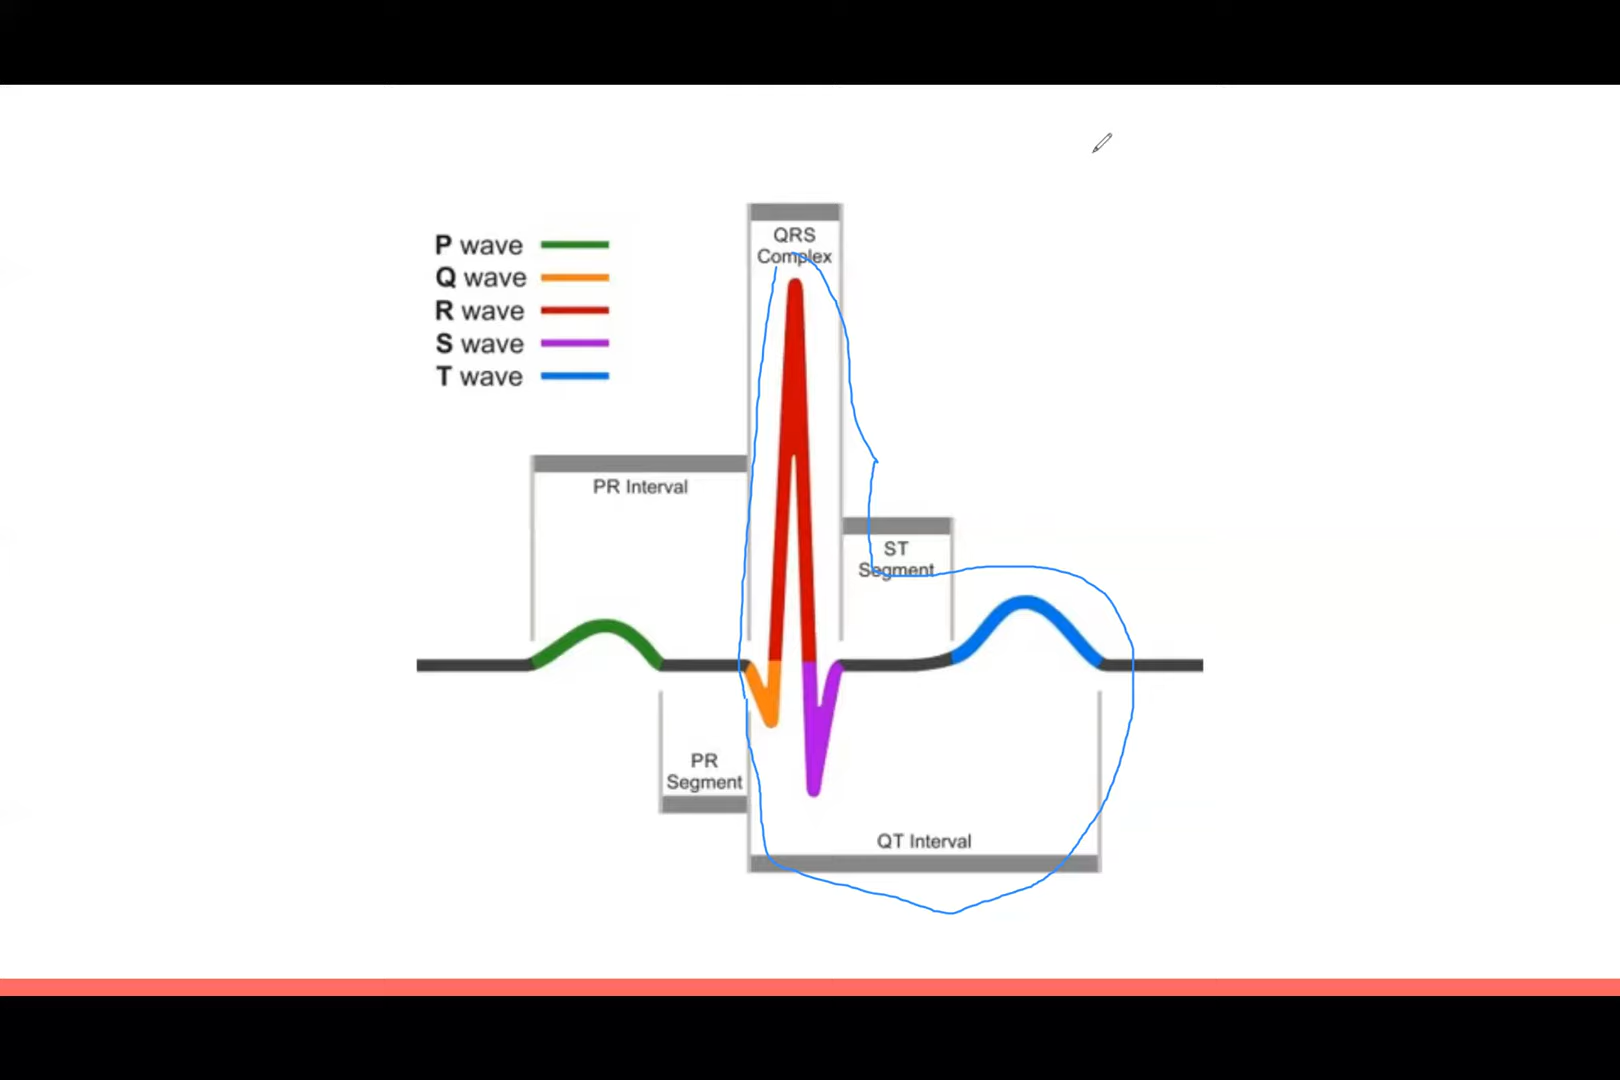 QRS
Complex
P wave
Q wave
R wave
S wave
T wave
PR Interval
ST
Segment
PR
Segment
QT Interval